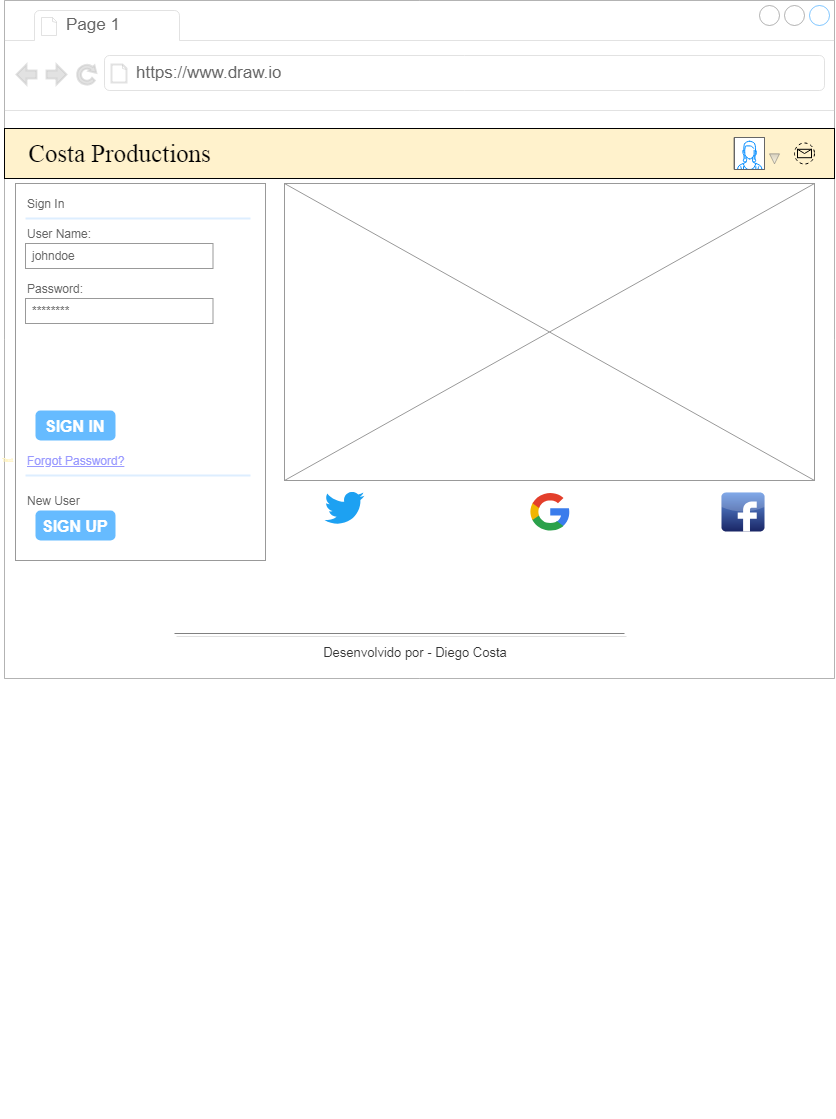 Page 1
https://www.draw.io
Costa Productions
Sign In
User Name:
johndoe
Password:
********
SIGN IN
Forgot Password?
New User
SIGN UP
Desenvolvido por - Diego Costa